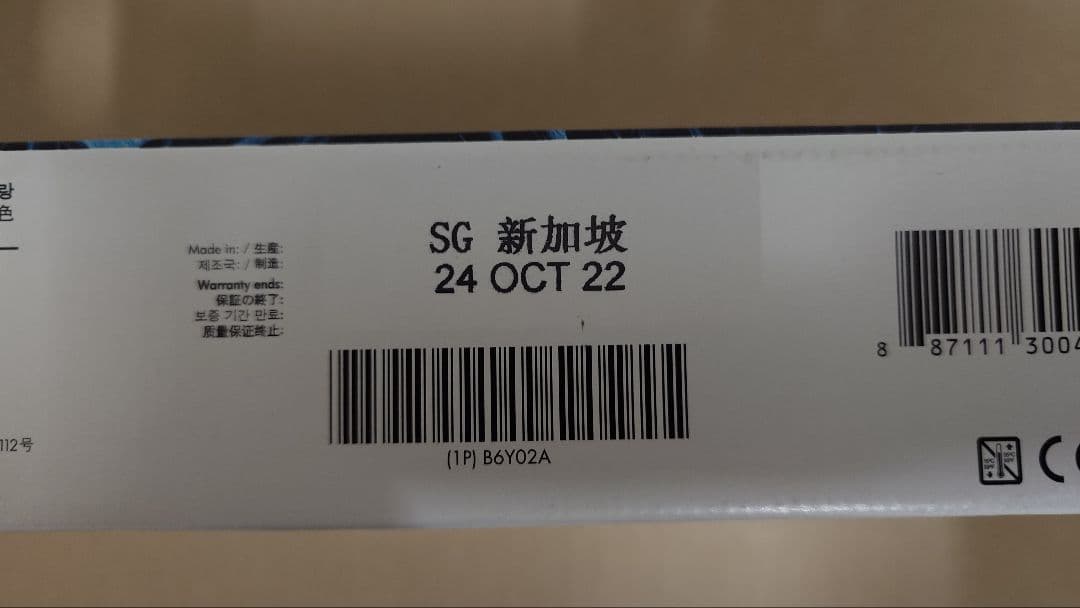 랑
色
Made in: / 生産:
제조국: / 制造:
Warranty ends:
保証の終了:
보증 기간 만료:
质量保证终止:
SG 新加坡
24 OCT 22
(1P) B6Y02A
8 87111 3004
112号